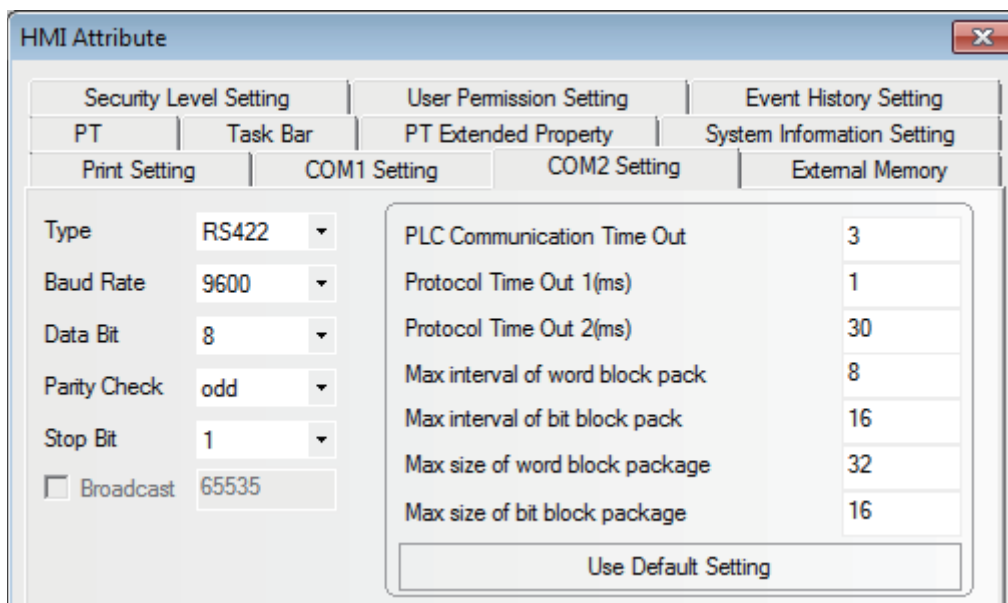 HMI Attribute
Security Level Setting User Permission Setting Event History Setting
PT Task Bar PT Extended Property System Information Setting
Print Setting COM1 Setting COM2 Setting External Memory
Type RS422
Baud Rate 9600
Data Bit 8
Parity Check odd
Stop Bit 1
Broadcast 65535
PLC Communication Time Out 3
Protocol Time Out 1(ms) 1
Protocol Time Out 2(ms) 30
Max interval of word block pack 8
Max interval of bit block pack 16
Max size of word block package 32
Max size of bit block package 16
Use Default Setting